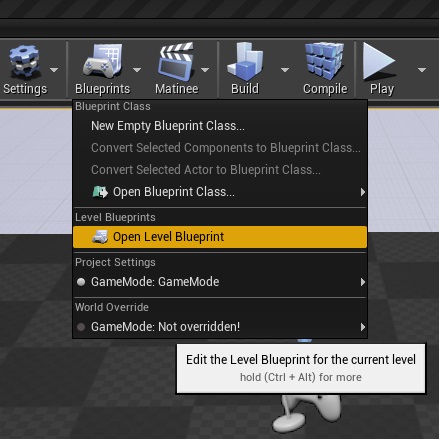 Settings Blueprints Matinee Build Compile Play
Blueprint Class
New Empty Blueprint Class...
Convert Selected Components to Blueprint Class...
Convert Selected Actor to Blueprint Class...
Open Blueprint Class...
Level Blueprints
Open Level Blueprint
Project Settings
GameMode: GameMode
World Override
GameMode: Not overridden!
Edit the Level Blueprint for the current level
hold (Ctrl + Alt) for more